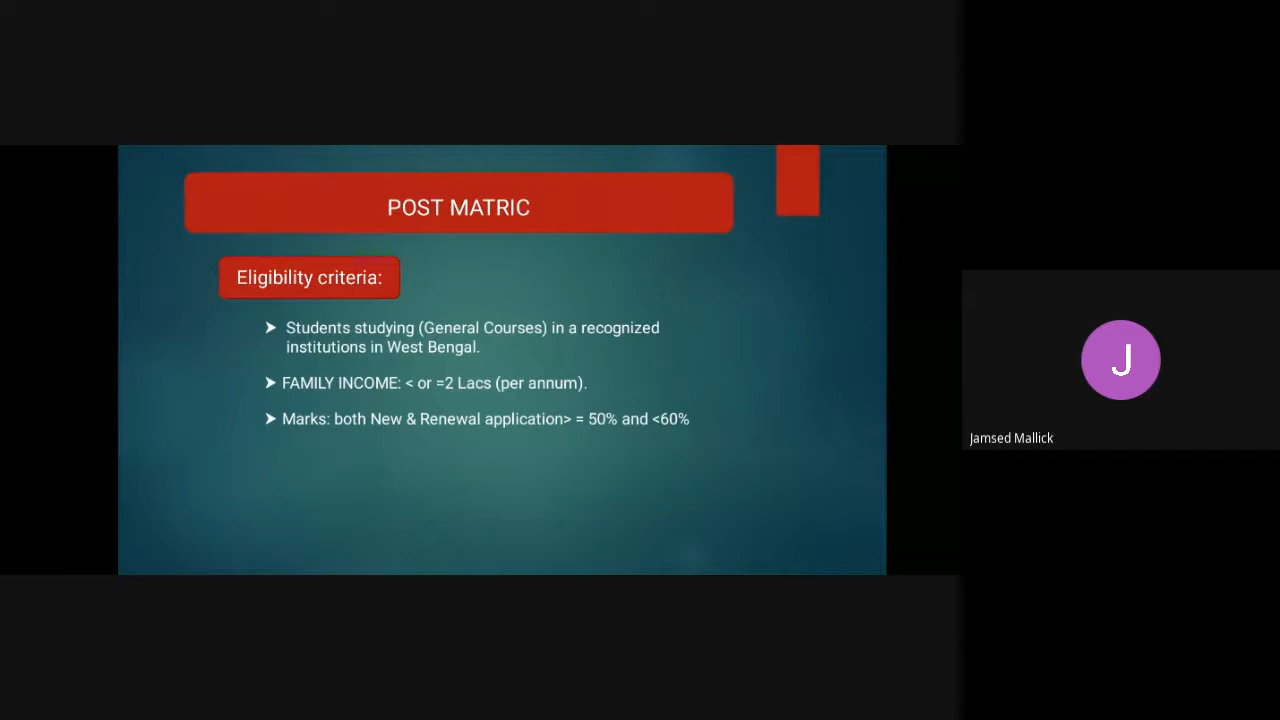 POST MATRIC
Eligibility criteria:
➤ Students studying (General Courses) in a recognized
institutions in West Bengal.
➤ FAMILY INCOME: < or =2 Lacs (per annum).
➤ Marks: both New & Renewal application> = 50% and <60%
J
Jamsed Mallick